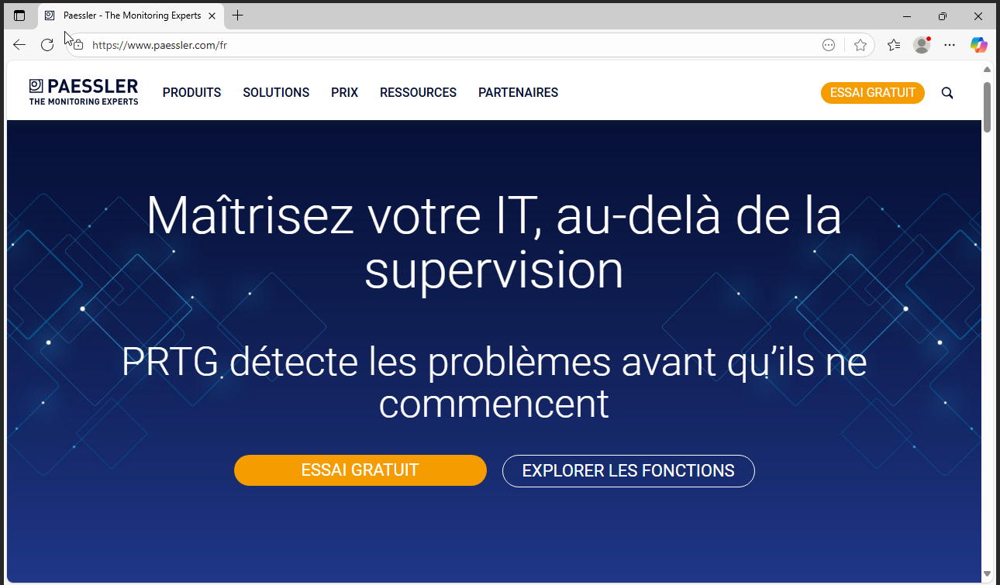 Paessler - The Monitoring Experts
https://www.paessler.com/fr
PAESSLER
THE MONITORING EXPERTS
PRODUITS SOLUTIONS PRIX RESSOURCES PARTENAIRES
ESSAI GRATUIT
Maîtrisez votre IT, au-delà de la
supervision
PRTG détecte les problèmes avant qu’ils ne
commencent
ESSAI GRATUIT
EXPLORER LES FONCTIONS